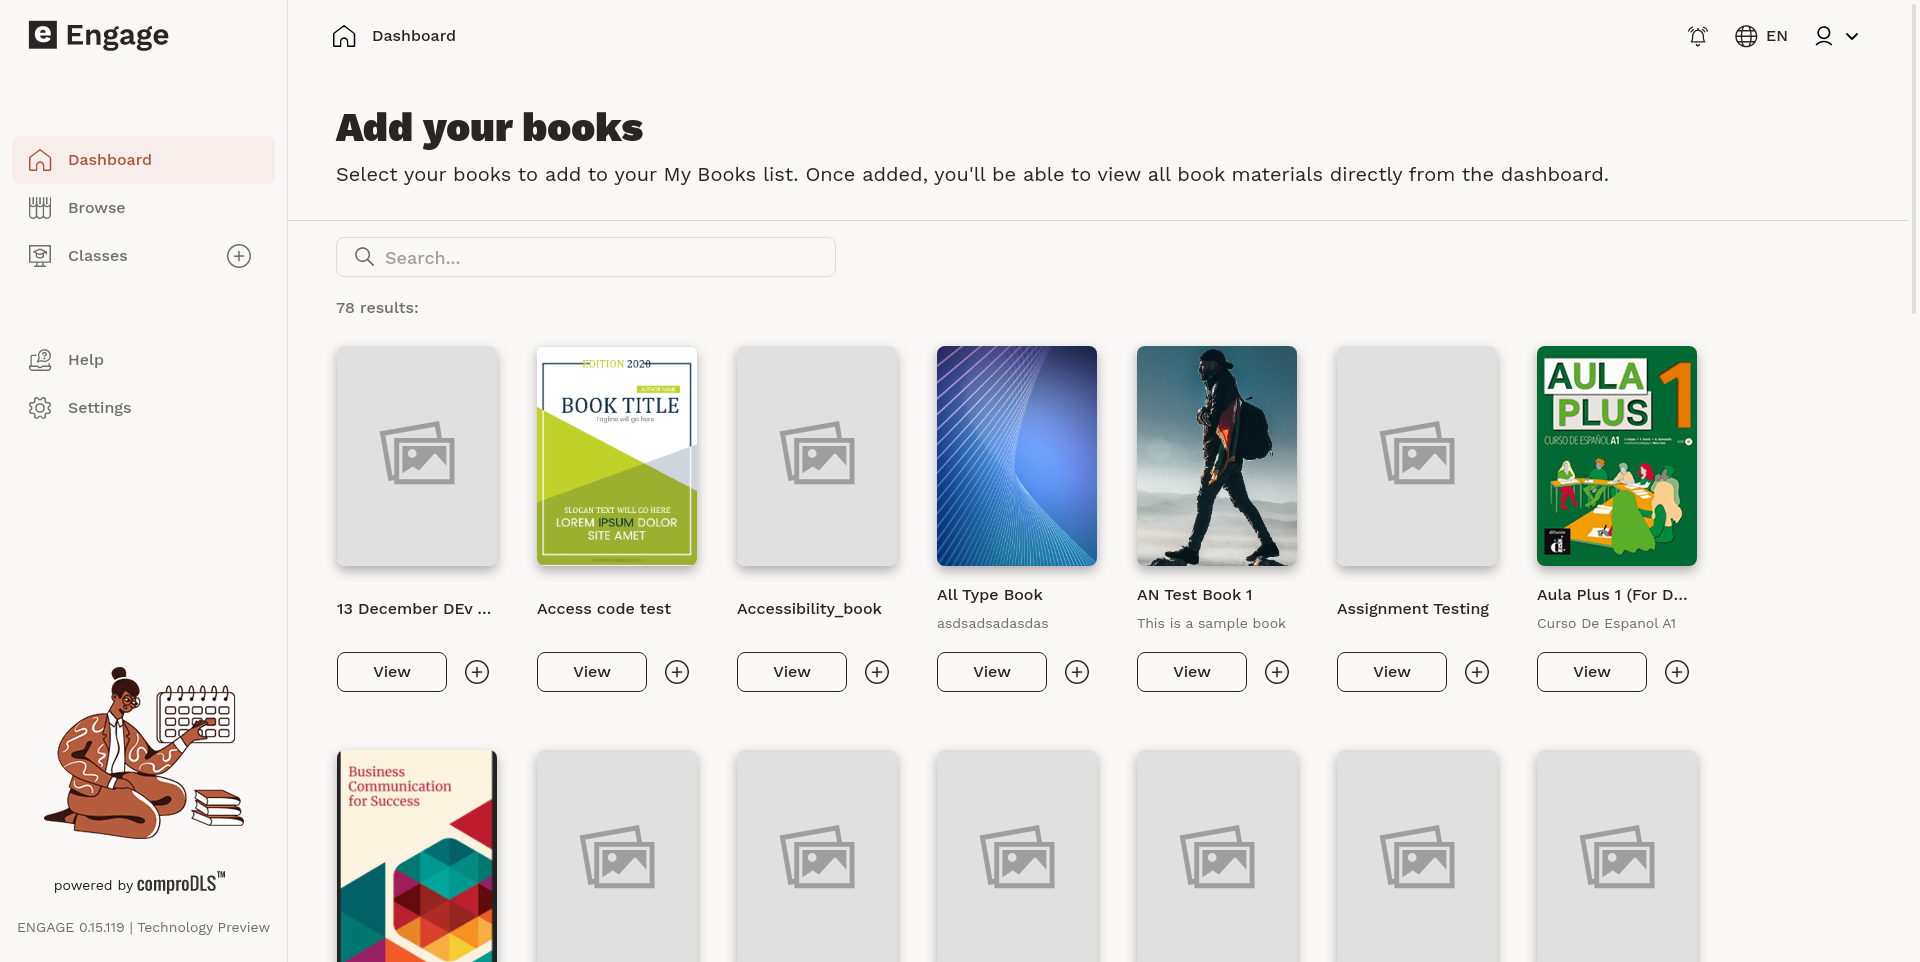 e Engage
Dashboard
EN
Dashboard
Browse
Classes
Help
Settings
powered by comproDLS™
ENGAGE 0.15.119 | Technology Preview
Add your books
Select your books to add to your My Books list. Once added, you'll be able to view all book materials directly from the dashboard.
Search...
78 results:
EDITION 2020
AUTHOR NAME
BOOK TITLE
Tagline will go here
SLOGAN TEXT WILL GO HERE
LOREM IPSUM DOLOR
SITE AMET
AULA
PLUS 1
CURSO DE ESPAÑOL A1
13 December DEv ...
Access code test
Accessibility_book
All Type Book
asdsadsadasdas
AN Test Book 1
This is a sample book
Assignment Testing
Aula Plus 1 (For D...
Curso De Espanol A1
View
View
View
View
View
View
View
Business
Communication
for Success